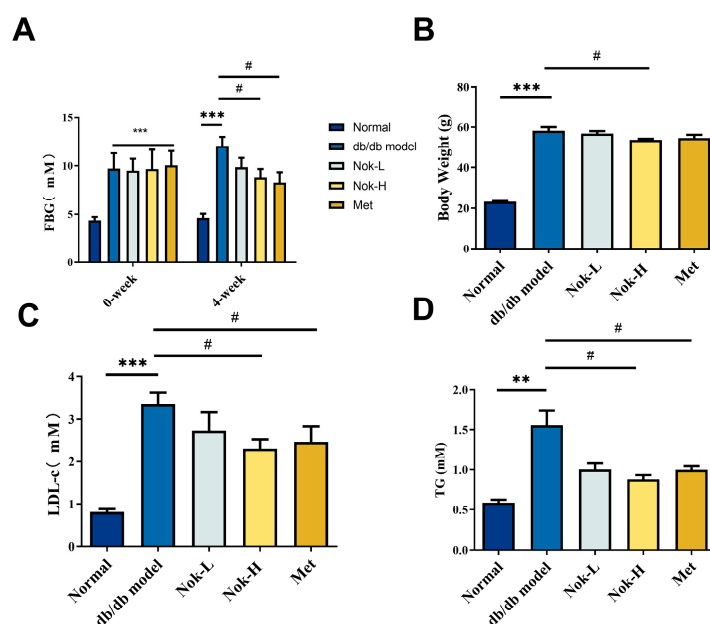 A
#
#
***
***
15
10
5
0
FBG( mM)
0-week
4-week
Normal
db/db model
Nok-L
Nok-H
Met
B
#
***
80
60
40
20
0
Body Weight (g)
Normal
db/db model
Nok-L
Nok-H
Met
C
#
#
***
4
3
2
1
0
LDL-c( mM)
Normal
db/db model
Nok-L
Nok-H
Met
D
#
#
**
2.0
1.5
1.0
0.5
0.0
TG (mM)
Normal
db/db model
Nok-L
Nok-H
Met